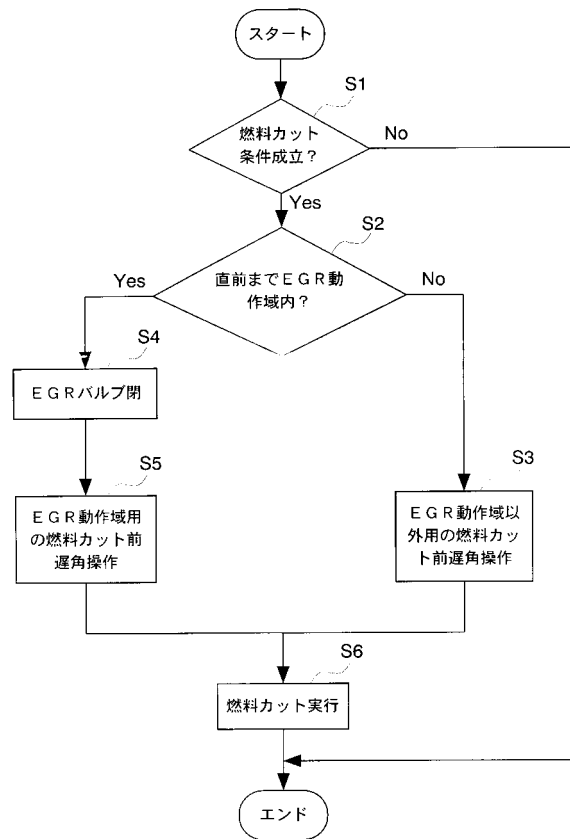 スタート
S1
燃料カット
条件成立？
No
Yes
S2
直前までＥＧＲ動
作域内？
Yes
No
S4
ＥＧＲバルブ閉
S5
ＥＧＲ動作域用
の燃料カット前
遅角操作
S3
ＥＧＲ動作域以
外用の燃料カッ
ト前遅角操作
S6
燃料カット実行
エンド